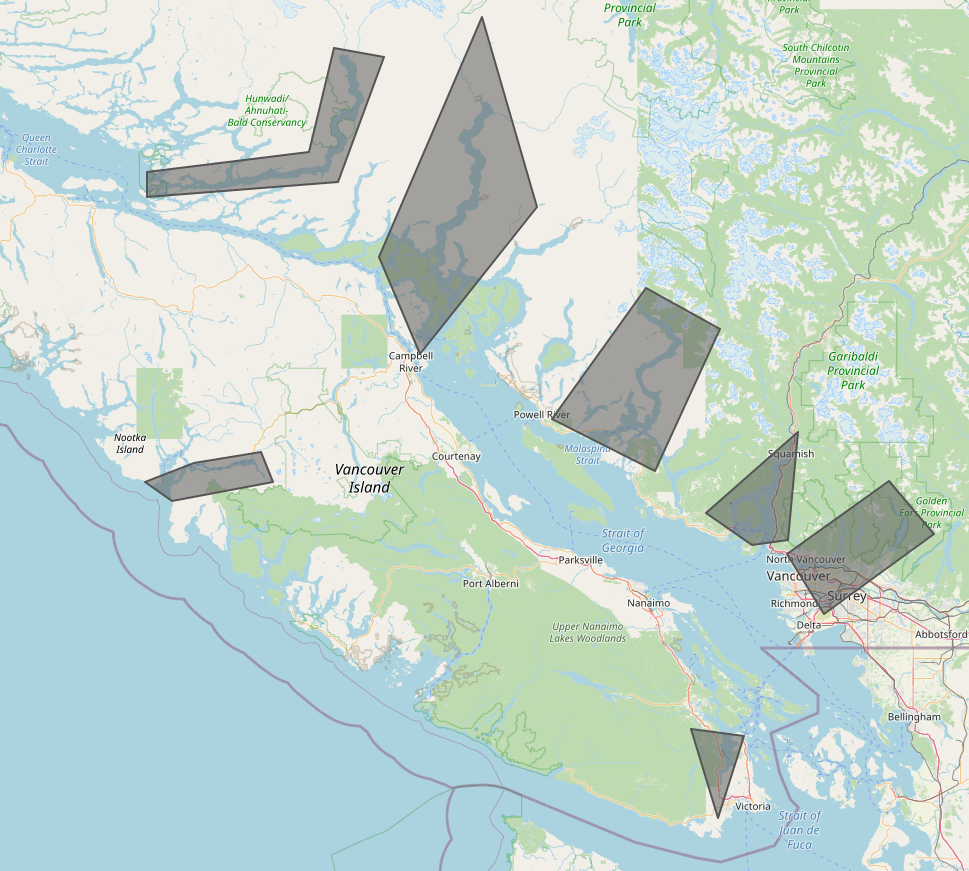 Provincial
Park
Provincial
Park
South Chilcotin
Mountains
Provincial
Park
Hunwadi/
Ahnuhati-
Bald Conservancy
Queen
Charlotte
Strait
Campbell
River
Garibaldi
Provincial
Park
Powell River
Malaspina
Strait
Nootka
Island
Courtenay
Vancouver
Island
Squamish
Golden
Ears Provincial
Park
Strait of
Georgia
Parksville
North Vancouver
Vancouver
Port Alberni
Surrey
Nanaimo
Richmond
Delta
Upper Nanaimo
Lakes Woodlands
Abbotsford
Bellingham
Victoria
Strait of
Juan de
Fuca